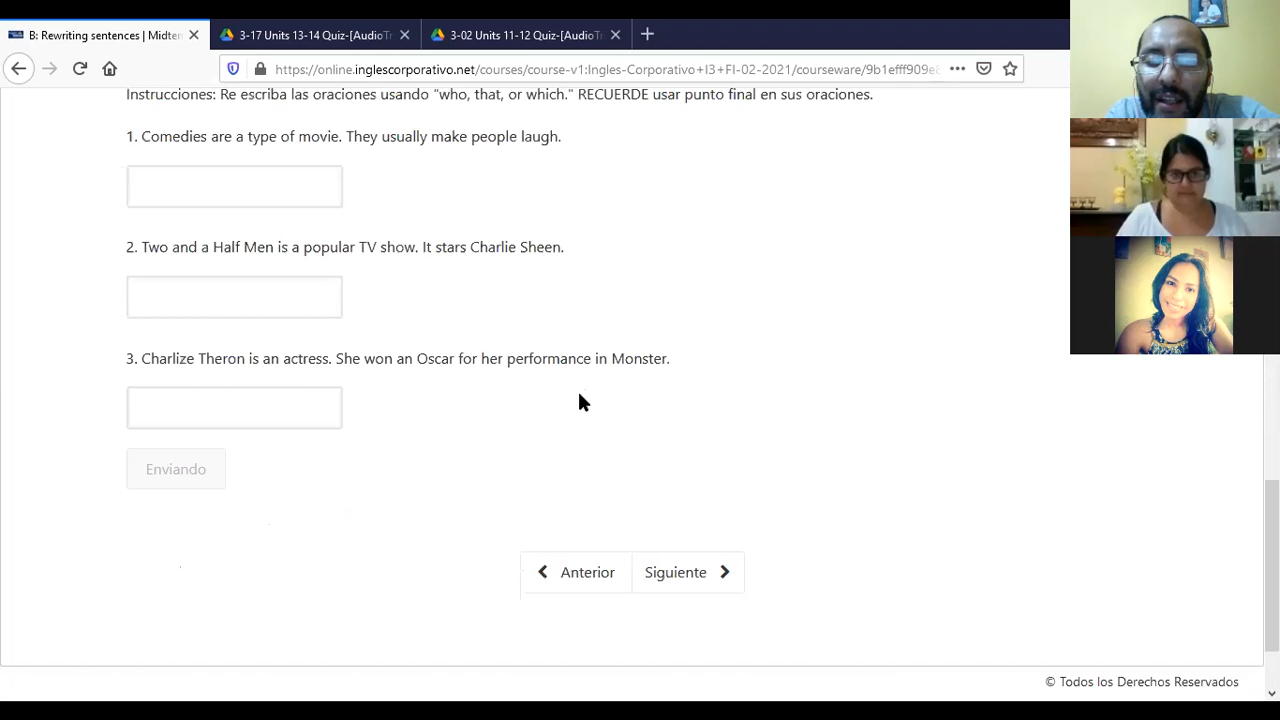 B: Rewriting sentences | Midter
3-17 Units 13-14 Quiz-[AudioTr
3-02 Units 11-12 Quiz-[AudioTr
https://online.inglescorporativo.net/courses/course-v1:Ingles-Corporativo+I3+FI-02-2021/courseware/9b1efff909e8
Instrucciones: Re escriba las oraciones usando "who, that, or which." RECUERDE usar punto final en sus oraciones.
1. Comedies are a type of movie. They usually make people laugh.
2. Two and a Half Men is a popular TV show. It stars Charlie Sheen.
3. Charlize Theron is an actress. She won an Oscar for her performance in Monster.
Enviando
Anterior Siguiente
© Todos los Derechos Reservados